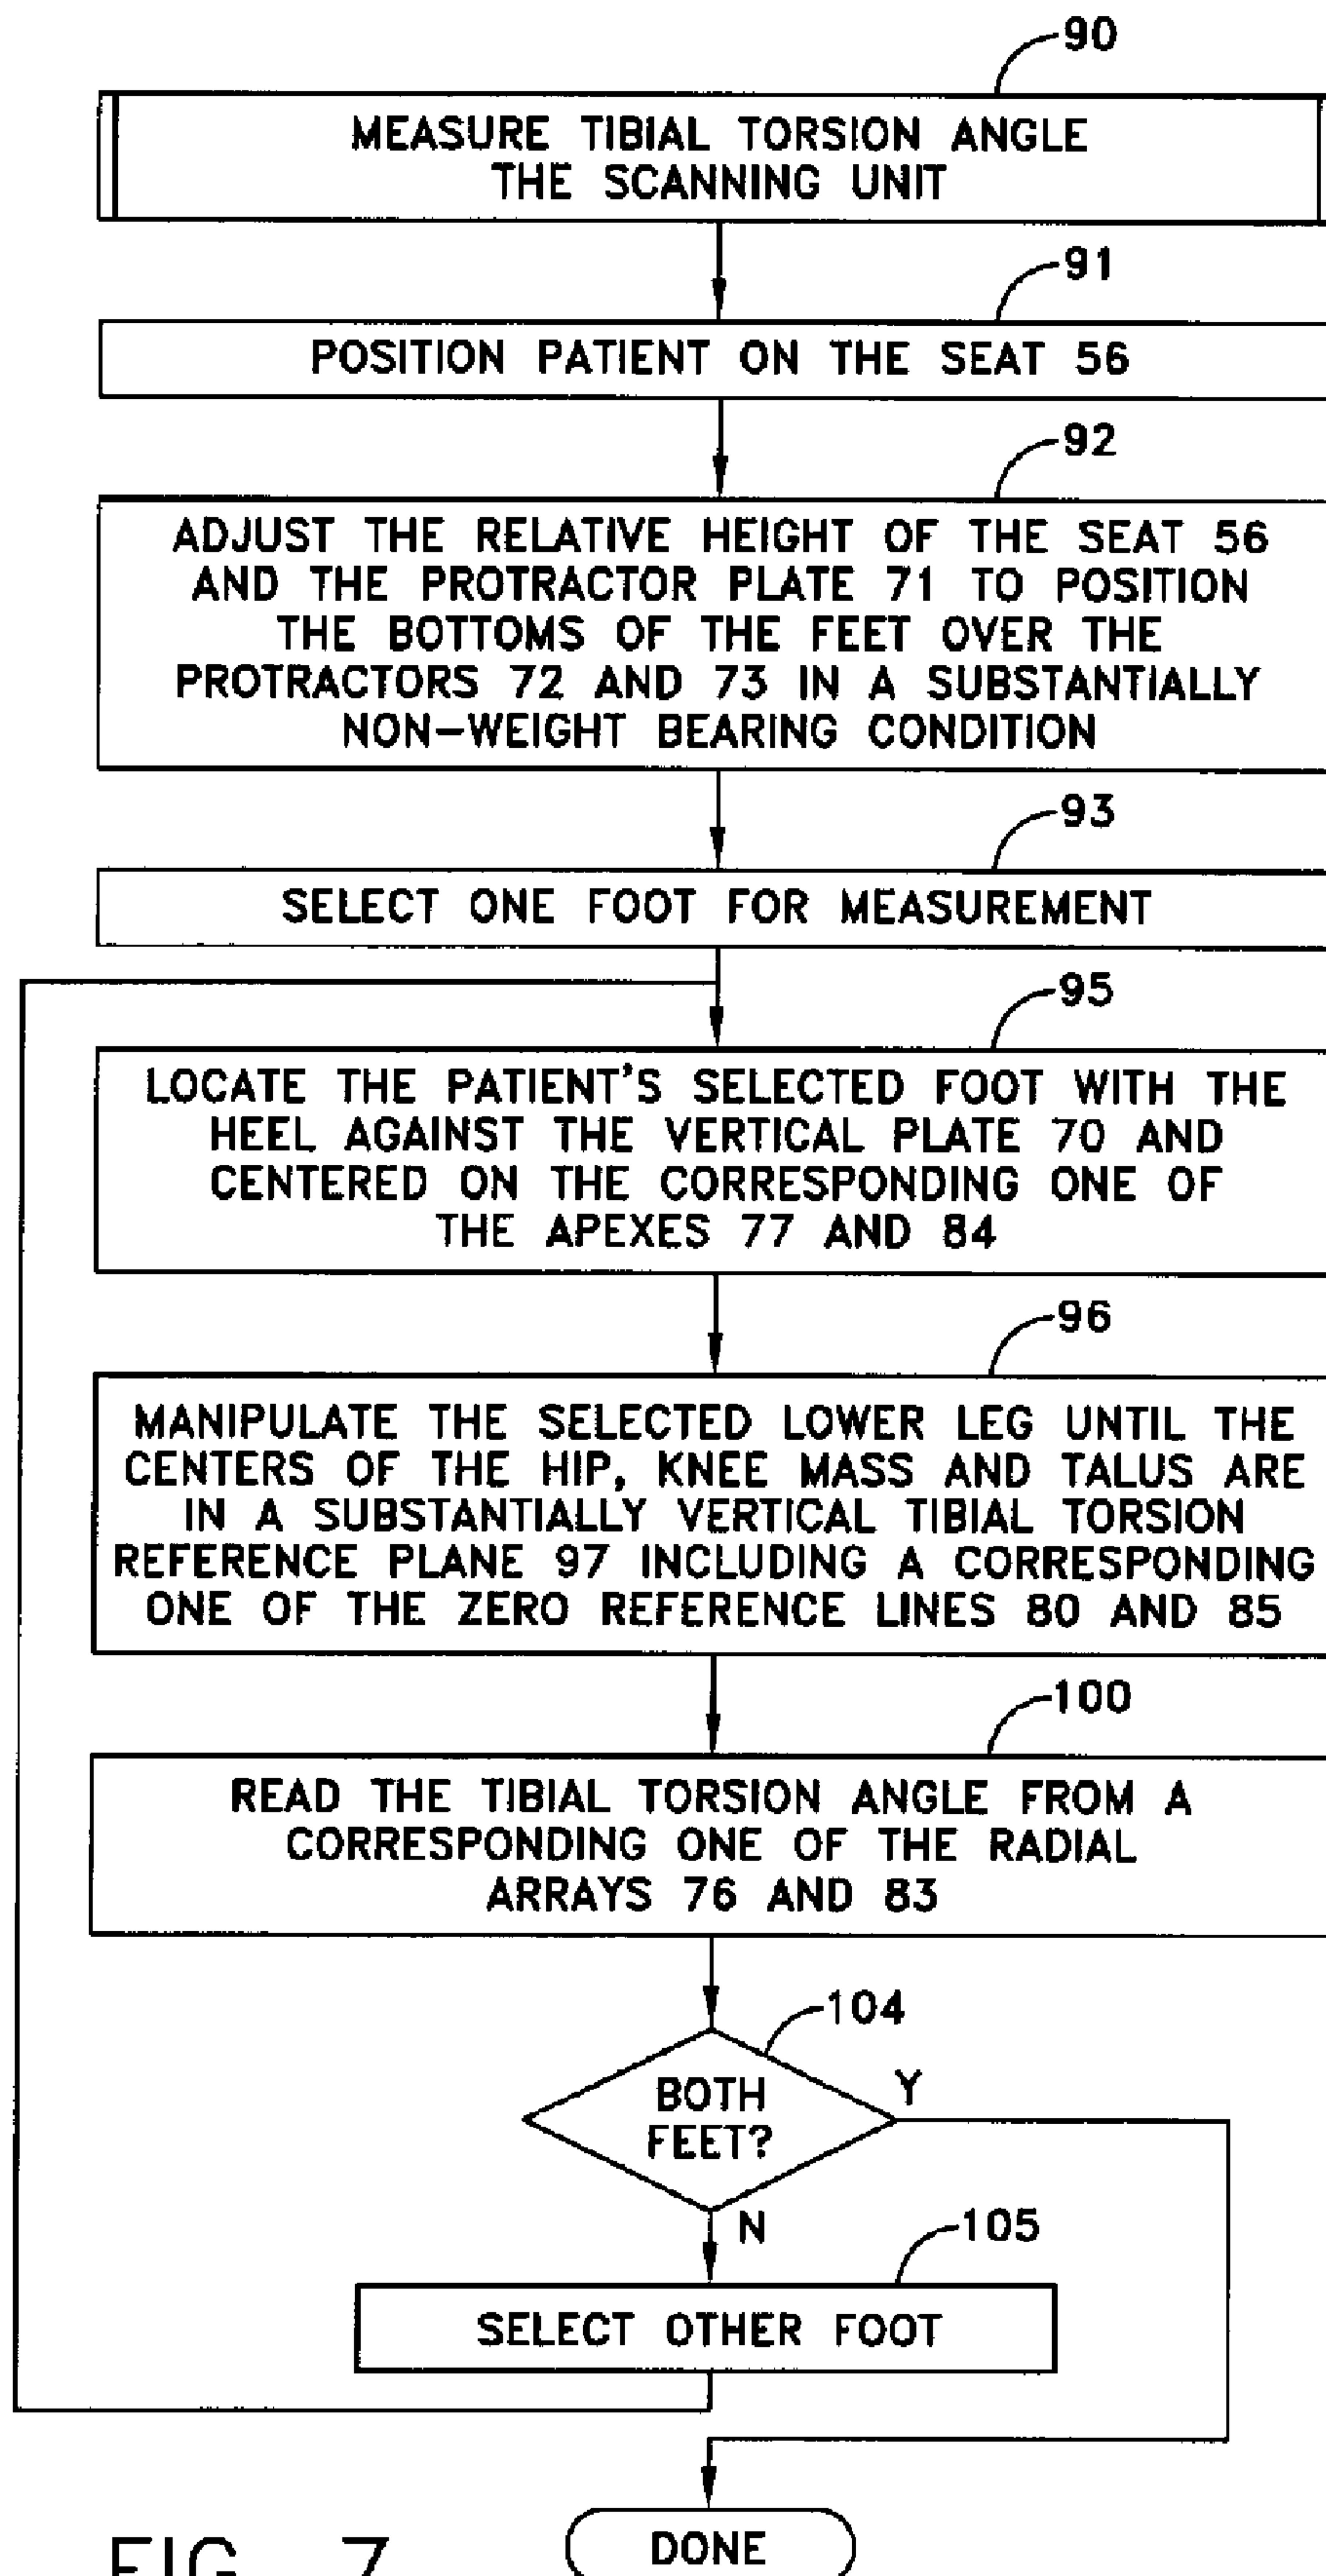 90
MEASURE TIBIAL TORSION ANGLE
THE SCANNING UNIT
91
POSITION PATIENT ON THE SEAT 56
92
ADJUST THE RELATIVE HEIGHT OF THE SEAT 56
AND THE PROTRACTOR PLATE 71 TO POSITION
THE BOTTOMS OF THE FEET OVER THE
PROTRACTORS 72 AND 73 IN A SUBSTANTIALLY
NON-WEIGHT BEARING CONDITION
93
SELECT ONE FOOT FOR MEASUREMENT
95
LOCATE THE PATIENT'S SELECTED FOOT WITH THE
HEEL AGAINST THE VERTICAL PLATE 70 AND
CENTERED ON THE CORRESPONDING ONE OF
THE APEXES 77 AND 84
96
MANIPULATE THE SELECTED LOWER LEG UNTIL THE
CENTERS OF THE HIP, KNEE MASS AND TALUS ARE
IN A SUBSTANTIALLY VERTICAL TIBIAL TORSION
REFERENCE PLANE 97 INCLUDING A CORRESPONDING
ONE OF THE ZERO REFERENCE LINES 80 AND 85
100
READ THE TIBIAL TORSION ANGLE FROM A
CORRESPONDING ONE OF THE RADIAL
ARRAYS 76 AND 83
104
BOTH
FEET?
Y
N
105
SELECT OTHER FOOT
DONE
FIG. 7